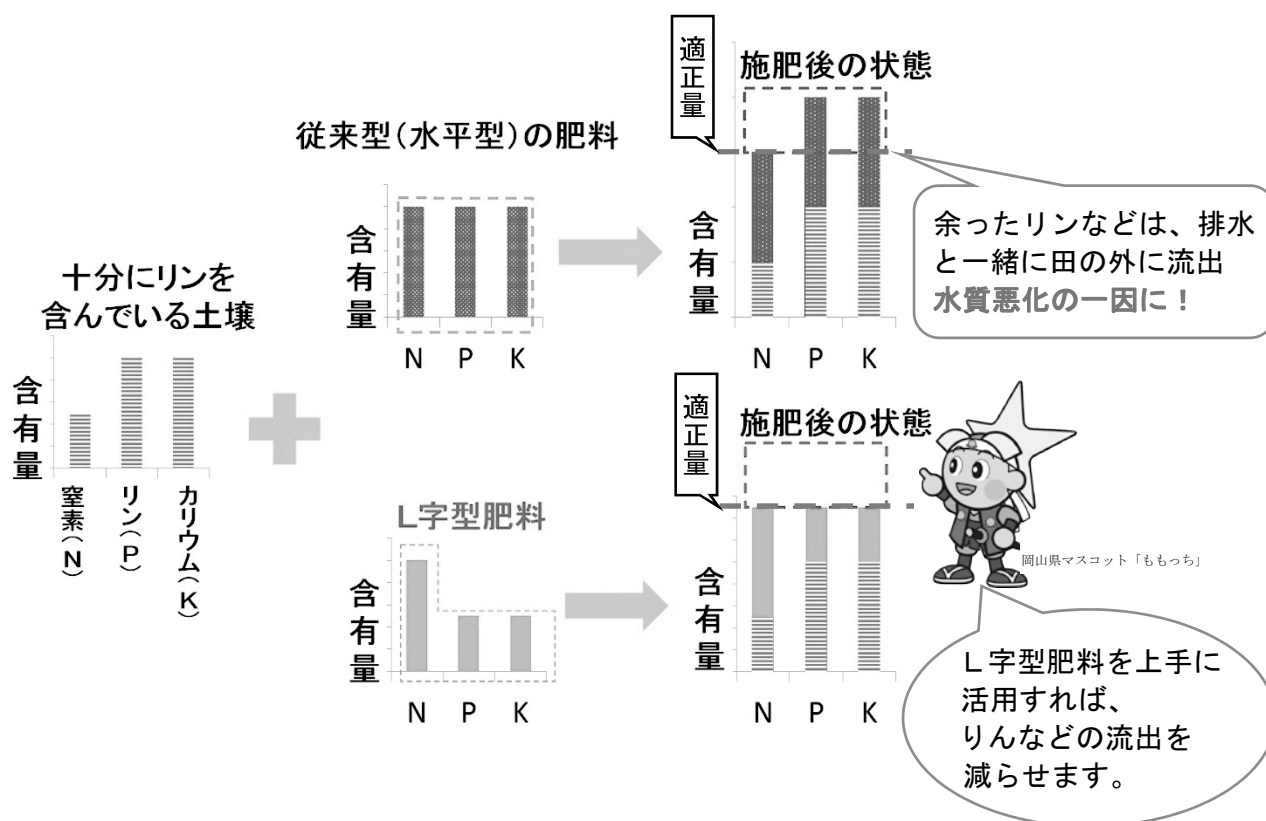 十分にリンを
含んでいる土壌
含有量
窒素(N)
リン(P)
カリウム(K)
従来型(水平型)の肥料
含有量
N P K
適正量
施肥後の状態
含有量
N P K
余ったリンなどは、排水
と一緒に田の外に流出
水質悪化の一因に！
L字型肥料
含有量
N P K
適正量
施肥後の状態
含有量
N P K
岡山県マスコット「ももっち」
L字型肥料を上手に
活用すれば、
りんなどの流出を
減らせます。